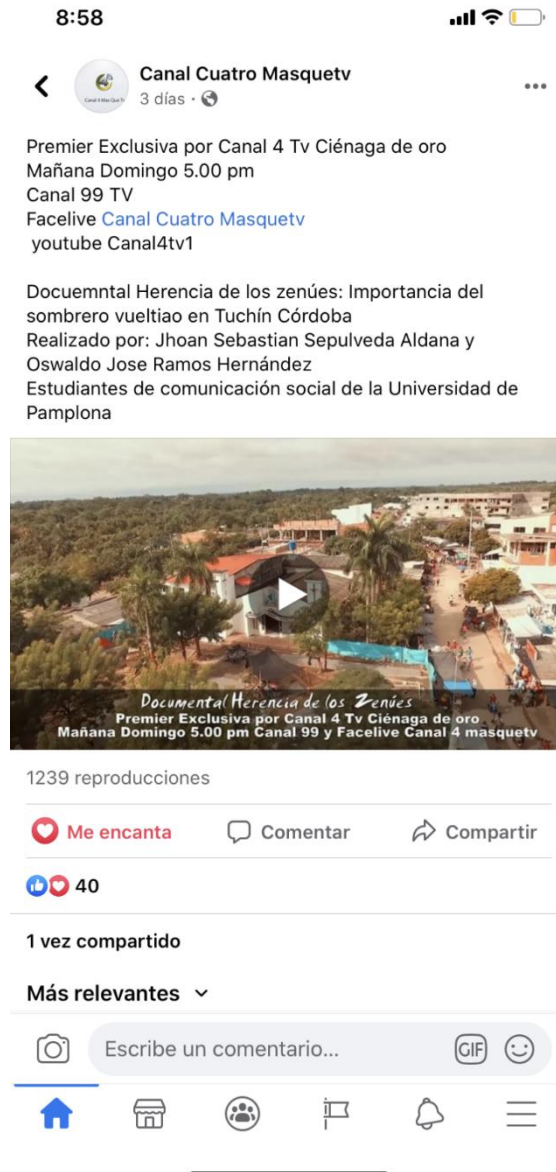 8:58
Canal Cuatro Masquetv
3 días ·
Premier Exclusiva por Canal 4 Tv Ciénaga de oro
Mañana Domingo 5.00 pm
Canal 99 TV
Facelive Canal Cuatro Masquetv
youtube Canal4tv1
Docuemntal Herencia de los zenúes: Importancia del
sombrero vueltiao en Tuchín Córdoba
Realizado por: Jhoan Sebastian Sepulveda Aldana y
Oswaldo Jose Ramos Hernández
Estudiantes de comunicación social de la Universidad de
Pamplona
Documental Herencia de los Zenúes
Premier Exclusiva por Canal 4 Tv Ciénaga de oro
Mañana Domingo 5.00 pm Canal 99 y Facelive Canal 4 masquetv
1239 reproducciones
Me encanta Comentar Compartir
40
1 vez compartido
Más relevantes
Escribe un comentario... GIF